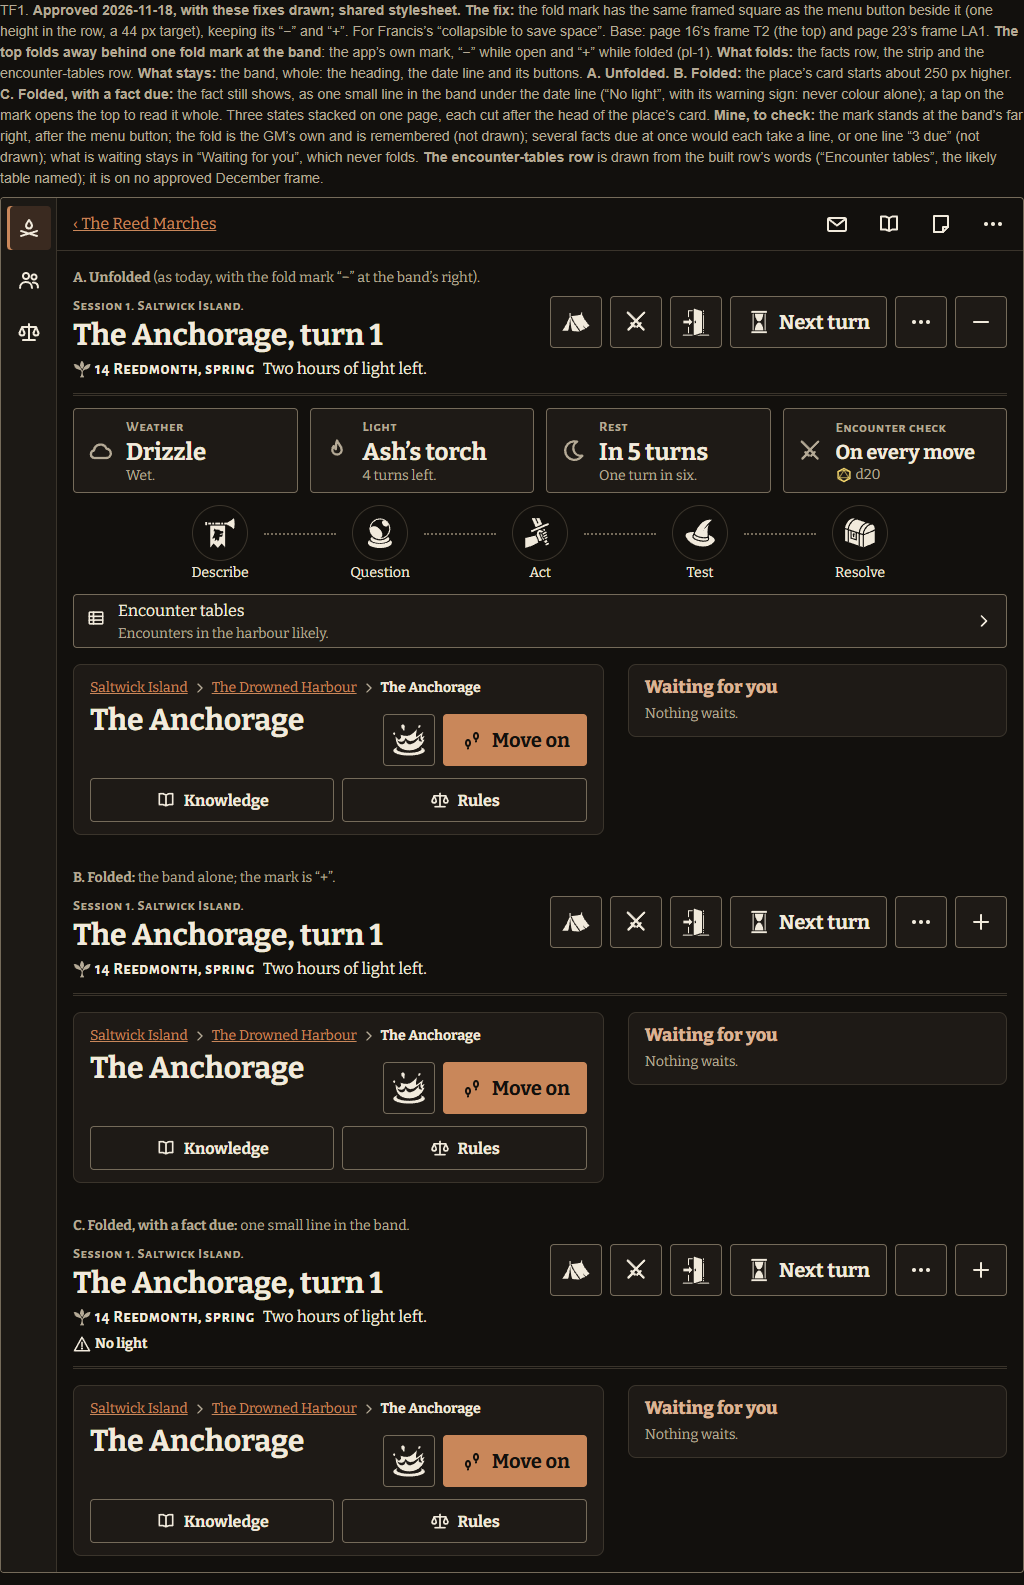 TF1. Approved 2026-11-18, with these fixes drawn; shared stylesheet. The fix: the fold mark has the same framed square as the menu button beside it (one
height in the row, a 44 px target), keeping its “−” and “+”. For Francis’s “collapsible to save space”. Base: page 16’s frame T2 (the top) and page 23’s frame LA1. The
top folds away behind one fold mark at the band: the app’s own mark, “−” while open and “+” while folded (pl-1). What folds: the facts row, the strip and the
encounter-tables row. What stays: the band, whole: the heading, the date line and its buttons. A. Unfolded. B. Folded: the place’s card starts about 250 px higher.
C. Folded, with a fact due: the fact still shows, as one small line in the band under the date line (“No light”, with its warning sign: never colour alone); a tap on the
mark opens the top to read it whole. Three states stacked on one page, each cut after the head of the place’s card. Mine, to check: the mark stands at the band’s far
right, after the menu button; the fold is the GM’s own and is remembered (not drawn); several facts due at once would each take a line, or one line “3 due” (not
drawn); what is waiting stays in “Waiting for you”, which never folds. The encounter-tables row is drawn from the built row’s words (“Encounter tables”, the likely
table named); it is on no approved December frame.
‹ The Reed Marches
A. Unfolded (as today, with the fold mark “−” at the band’s right).
Session 1. Saltwick Island.
The Anchorage, turn 1
Next turn
14 Reedmonth, spring Two hours of light left.
Weather
Drizzle
Wet.
Light
Ash’s torch
4 turns left.
Rest
In 5 turns
One turn in six.
Encounter check
On every move
d20
Describe
Question
Act
Test
Resolve
Encounter tables
Encounters in the harbour likely.
Saltwick Island > The Drowned Harbour > The Anchorage
The Anchorage
Move on
Knowledge
Rules
Waiting for you
Nothing waits.
B. Folded: the band alone; the mark is “+”.
Session 1. Saltwick Island.
The Anchorage, turn 1
Next turn
14 Reedmonth, spring Two hours of light left.
Saltwick Island > The Drowned Harbour > The Anchorage
The Anchorage
Move on
Knowledge
Rules
Waiting for you
Nothing waits.
C. Folded, with a fact due: one small line in the band.
Session 1. Saltwick Island.
The Anchorage, turn 1
Next turn
14 Reedmonth, spring Two hours of light left.
No light
Saltwick Island > The Drowned Harbour > The Anchorage
The Anchorage
Move on
Knowledge
Rules
Waiting for you
Nothing waits.